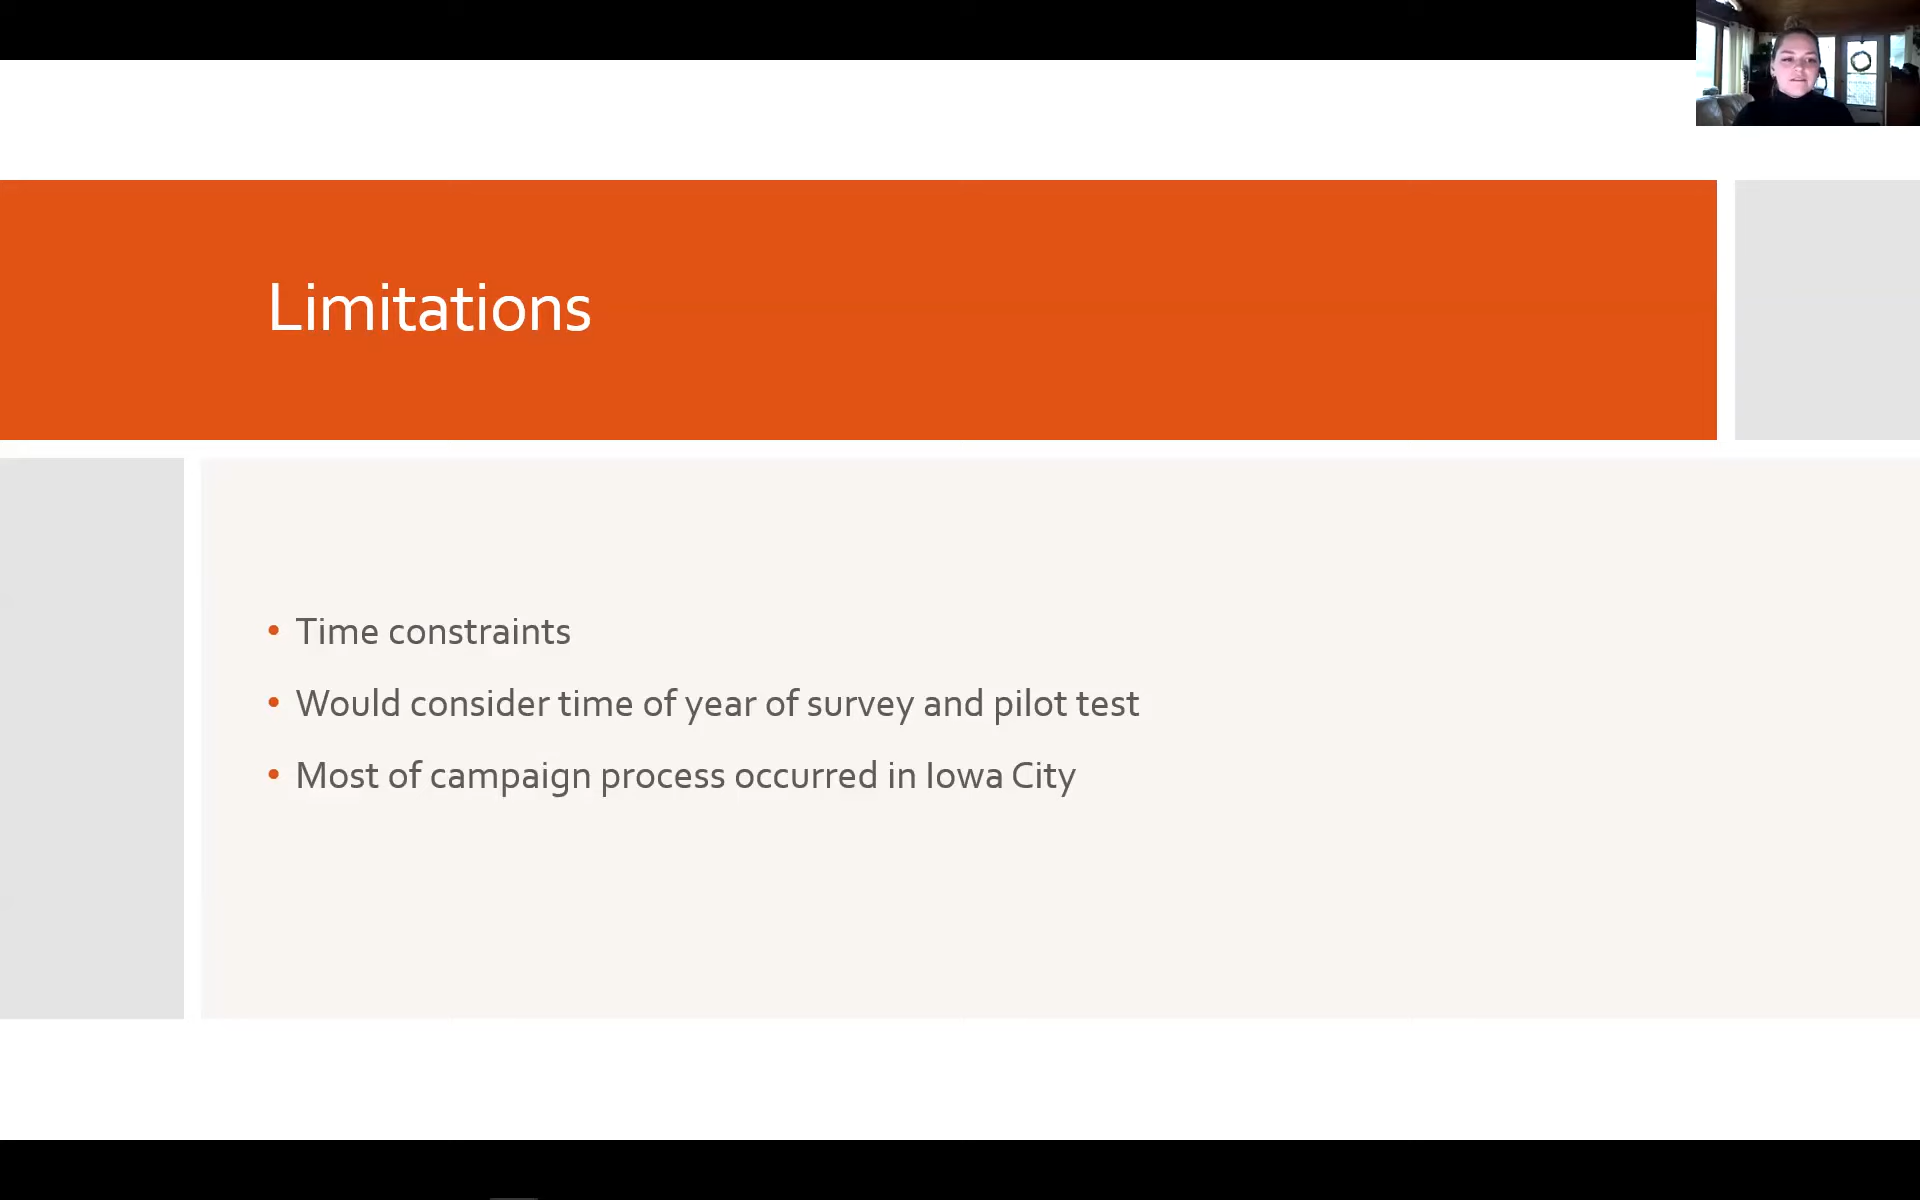 Limitations
• Time constraints
• Would consider time of year of survey and pilot test
• Most of campaign process occurred in Iowa City